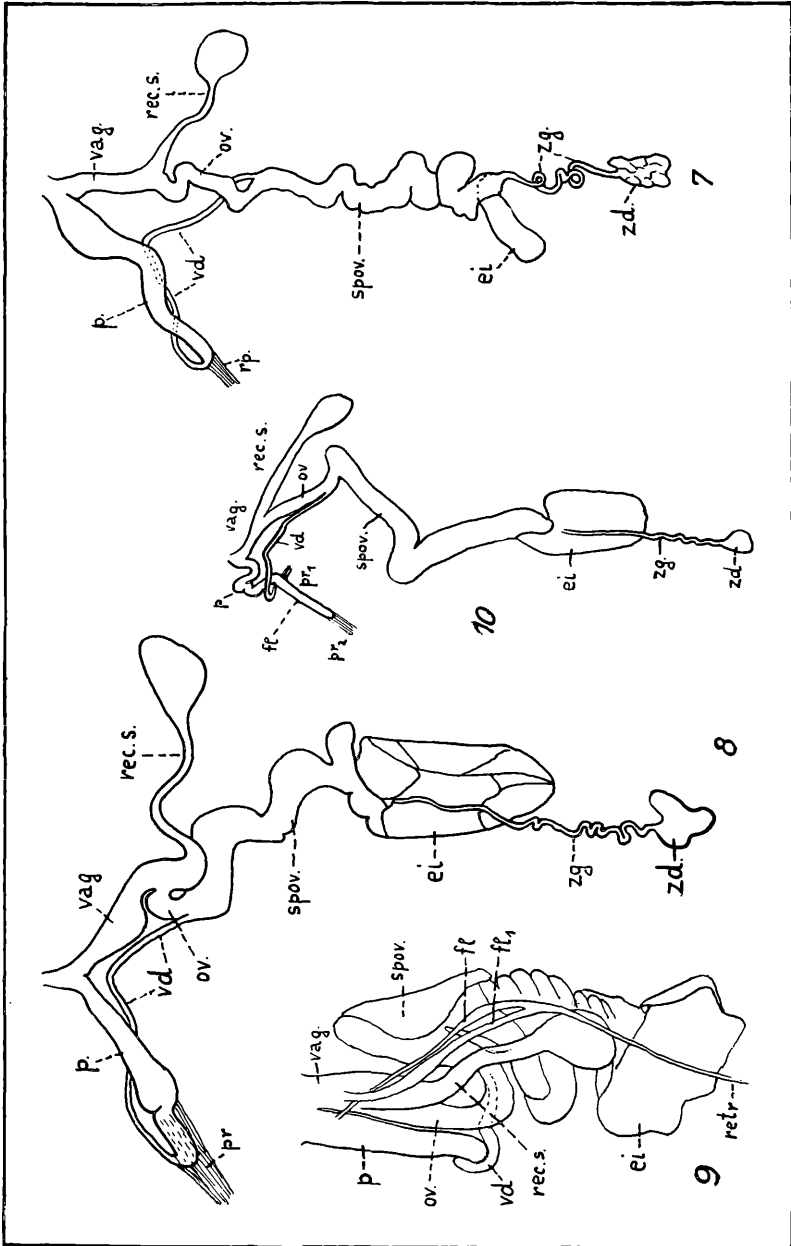 rec.s.
vag.
ov.
vd
p.
rp.
spov.
ei
zg.
zd.
7
rec.s.
vag.
ov
vd
p
pr1
fl
pr2
spov.
ei
zg.
zd.
10
rec.s.
vag
vd
ov.
p.
pr
spov.
ei
zg
zd.
8
spov.
vag.
fl
fl1
p
ov.
vd
rec.s.
ei
retr
9